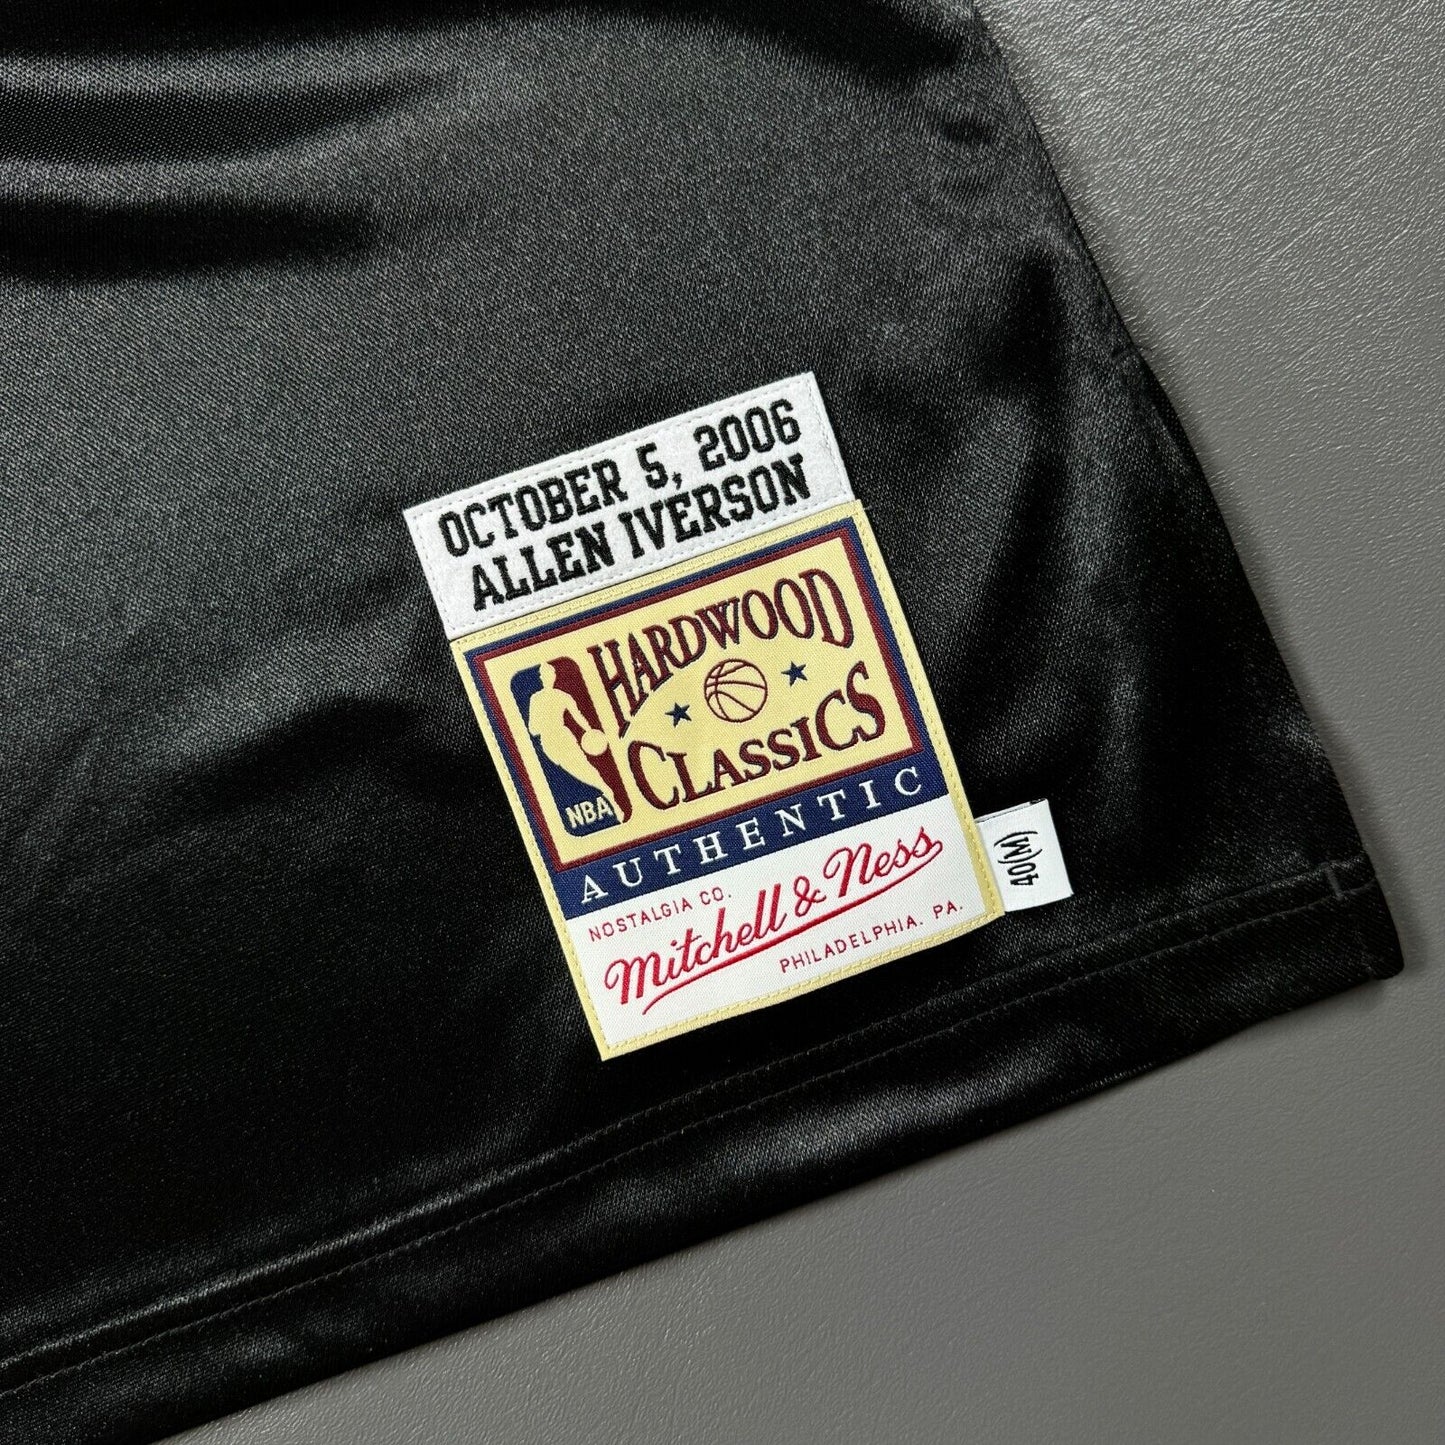 OCTOBER 5, 2006
ALLEN IVERSON
HARDWOOD
CLASSICS
NBA
AUTHENTIC
NOSTALGIA CO.
Mitchell & Ness
PHILADELPHIA. PA.
40(M)